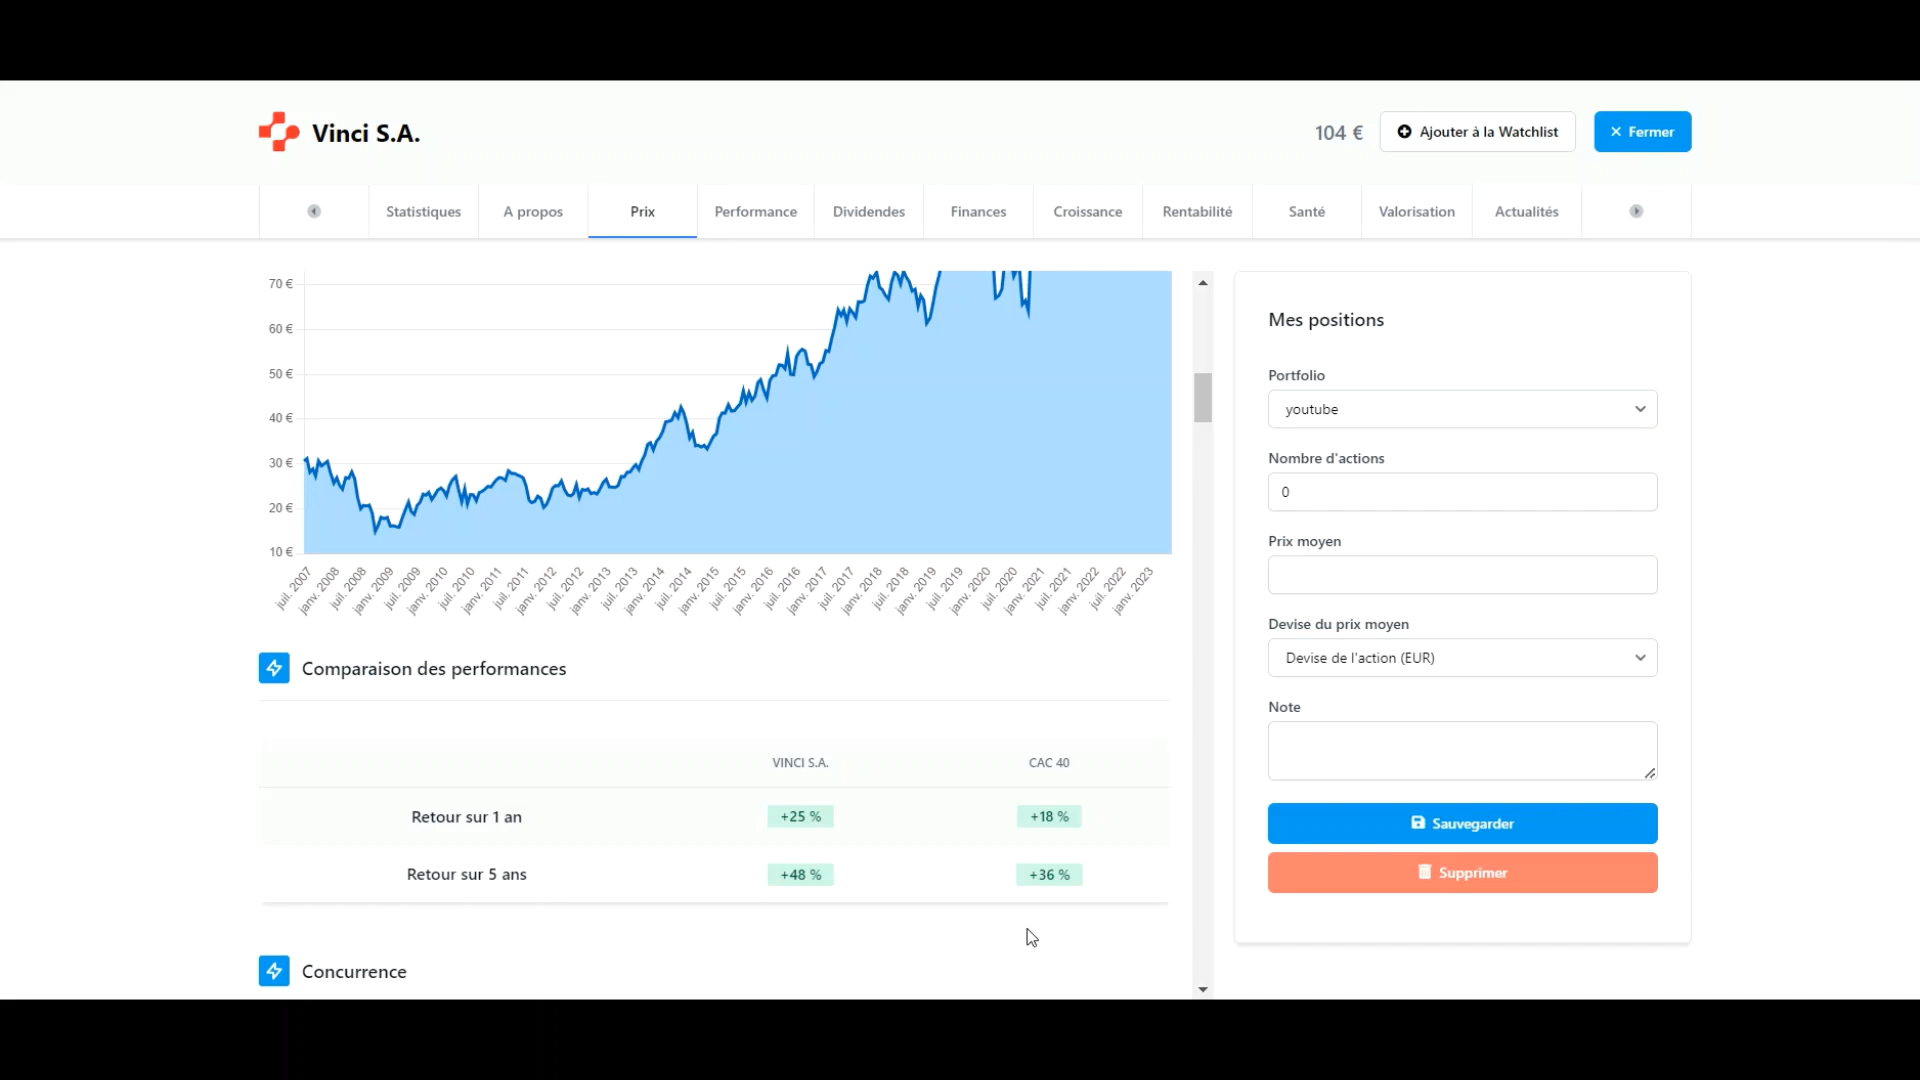 Vinci S.A.
104 €
Ajouter à la Watchlist
Fermer
Statistiques
A propos
Prix
Performance
Dividendes
Finances
Croissance
Rentabilité
Santé
Valorisation
Actualités
70 €
60 €
50 €
40 €
30 €
20 €
10 €
juil. 2007
janv. 2008
juil. 2008
janv. 2009
juil. 2009
janv. 2010
juil. 2010
janv. 2011
juil. 2011
janv. 2012
juil. 2012
janv. 2013
juil. 2013
janv. 2014
juil. 2014
janv. 2015
juil. 2015
janv. 2016
juil. 2016
janv. 2017
juil. 2017
janv. 2018
juil. 2018
janv. 2019
juil. 2019
janv. 2020
juil. 2020
janv. 2021
juil. 2021
janv. 2022
juil. 2022
janv. 2023
Comparaison des performances
VINCI S.A. CAC 40
Retour sur 1 an +25 % +18 %
Retour sur 5 ans +48 % +36 %
Concurrence
Mes positions
Portfolio
youtube
Nombre d'actions
0
Prix moyen
Devise du prix moyen
Devise de l'action (EUR)
Note
Sauvegarder
Supprimer